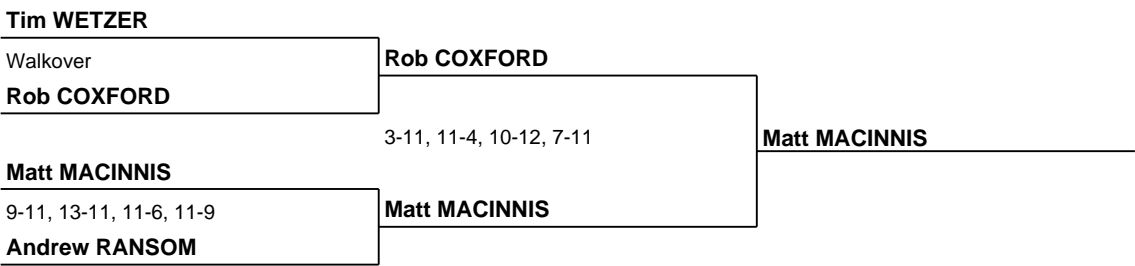 Tim WETZER
Walkover
Rob COXFORD
Rob COXFORD
3-11, 11-4, 10-12, 7-11
Matt MACINNIS
Matt MACINNIS
9-11, 13-11, 11-6, 11-9
Matt MACINNIS
Andrew RANSOM